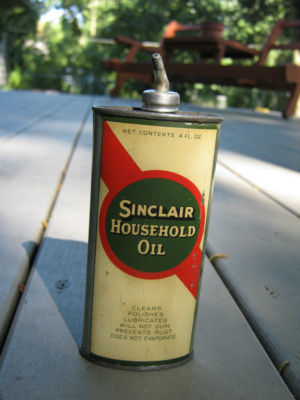 NET CONTENTS 4 FL. OZ.
SINCLAIR
HOUSEHOLD
OIL
CLEANS
POLISHES
LUBRICATES
WILL NOT GUM
PREVENTS RUST
DOES NOT EVAPORATE